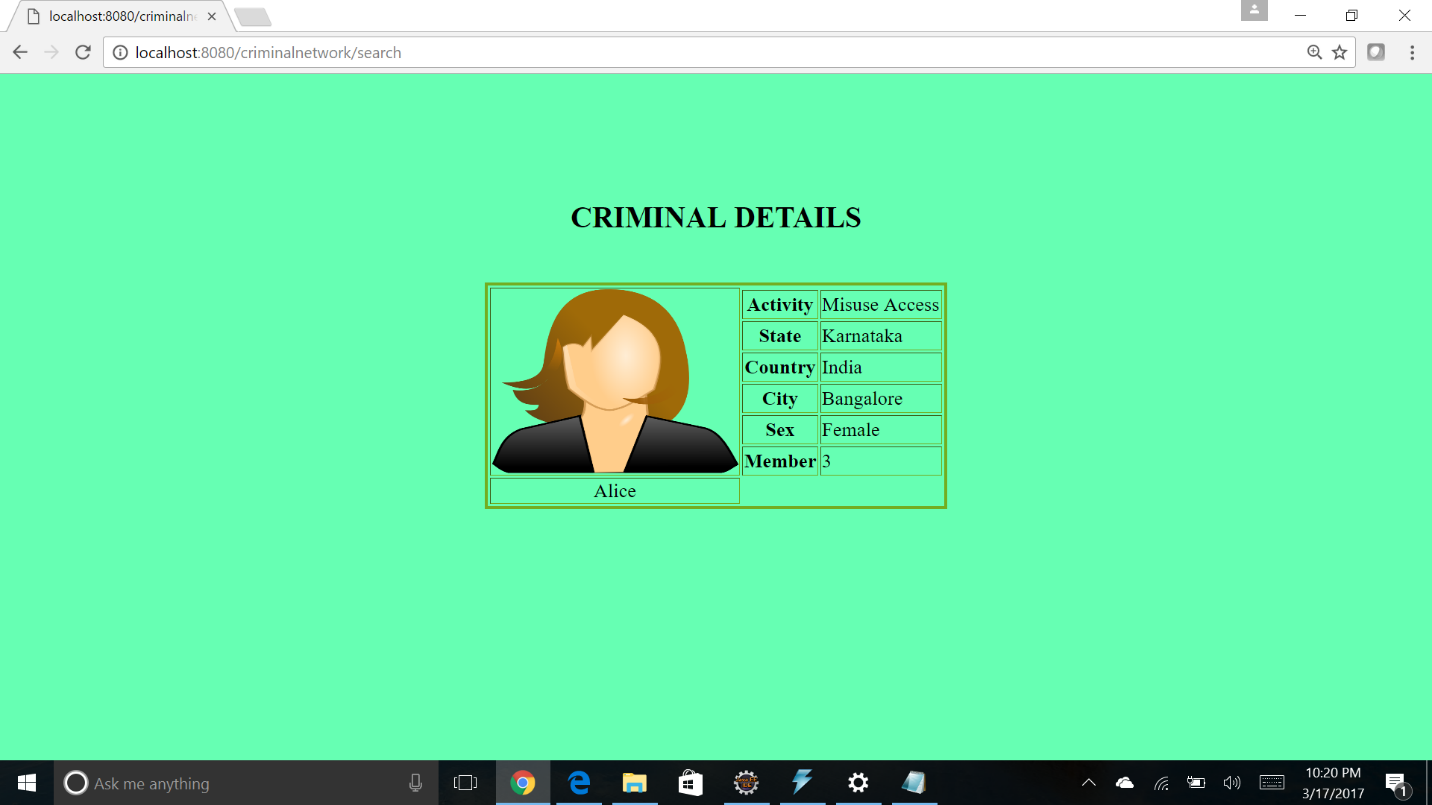 localhost:8080/criminaln
localhost:8080/criminalnetwork/search
CRIMINAL DETAILS
Activity Misuse Access
State Karnataka
Country India
City Bangalore
Sex Female
Member 3
Alice
Ask me anything
10:20 PM
3/17/2017
1